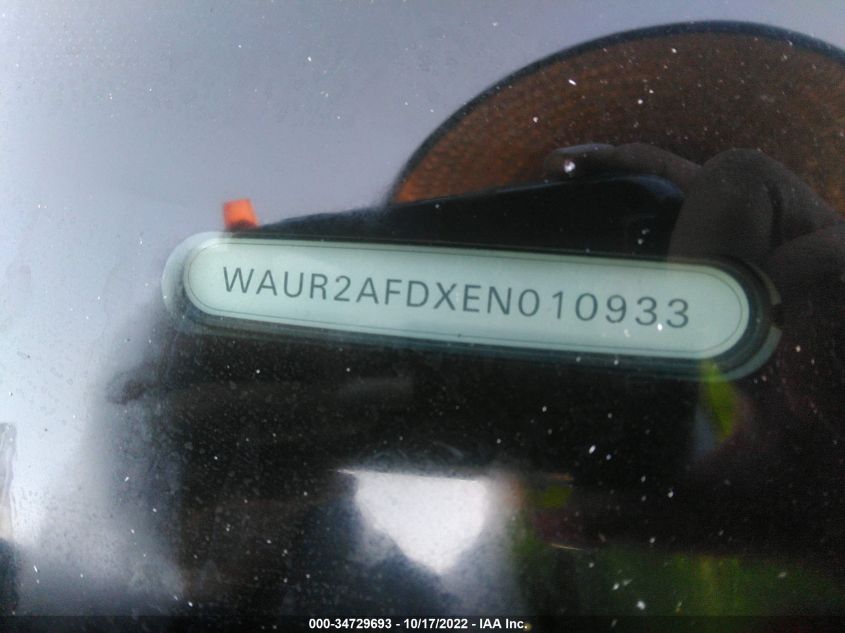 WAUR2AFDXEN010933
000-34729693 - 10/17/2022 - IAA Inc.